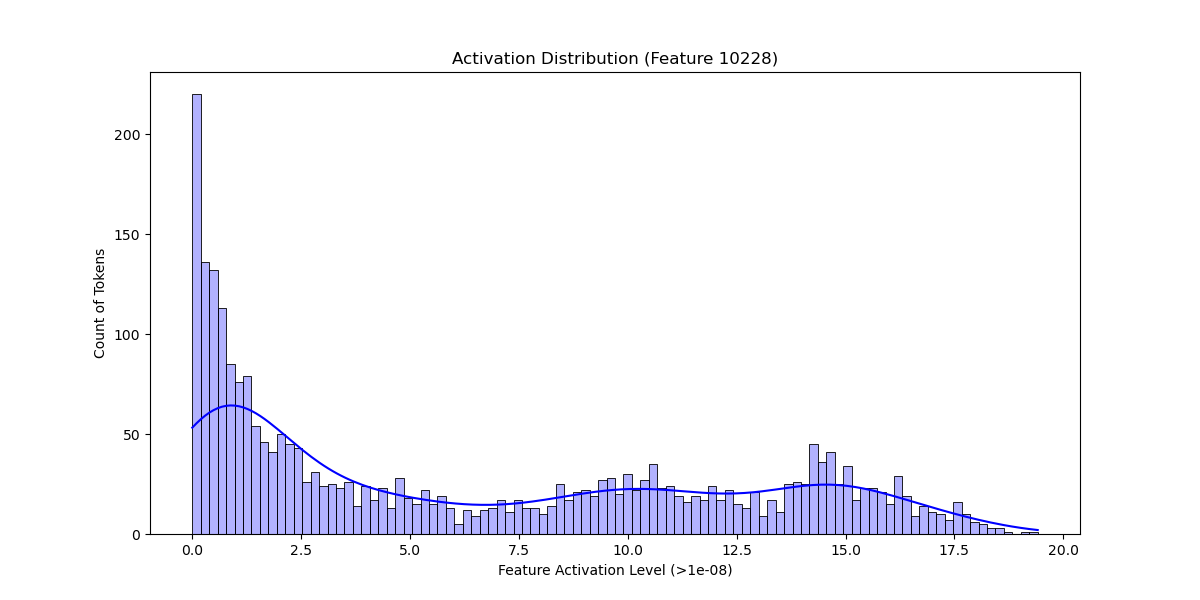 Activation Distribution (Feature 10228)
200
150
100
50
0
Count of Tokens
0.0 2.5 5.0 7.5 10.0 12.5 15.0 17.5 20.0
Feature Activation Level (>1e-08)